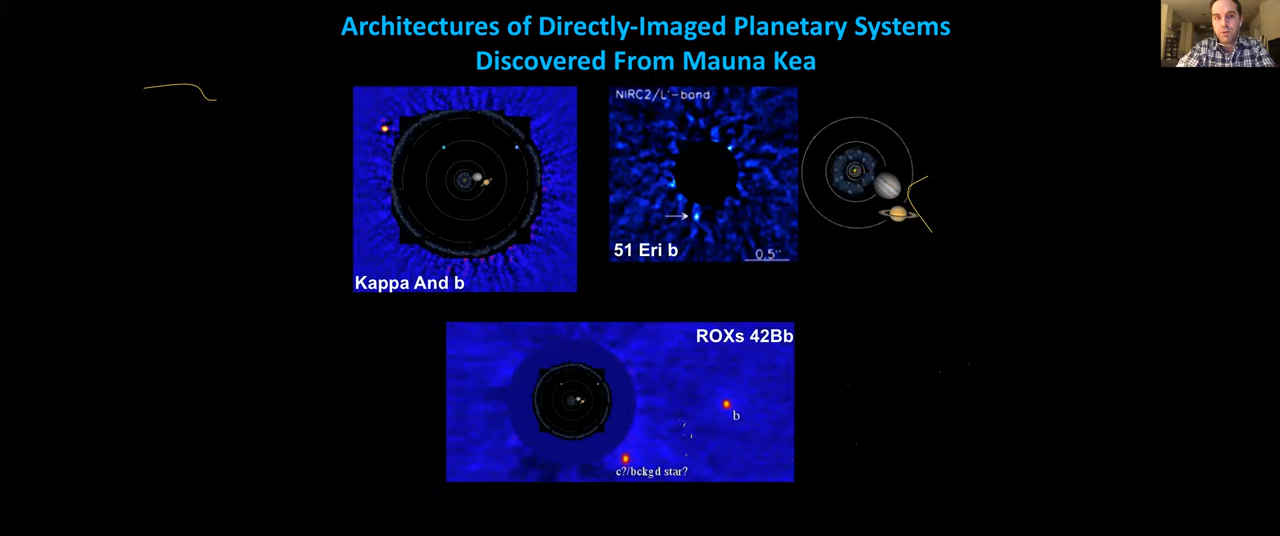 Architectures of Directly-Imaged Planetary Systems
Discovered From Mauna Kea
NIRC2/L'-band
Kappa And b
51 Eri b
0.5"
ROXs 42Bb
b
c?/bckgd star?